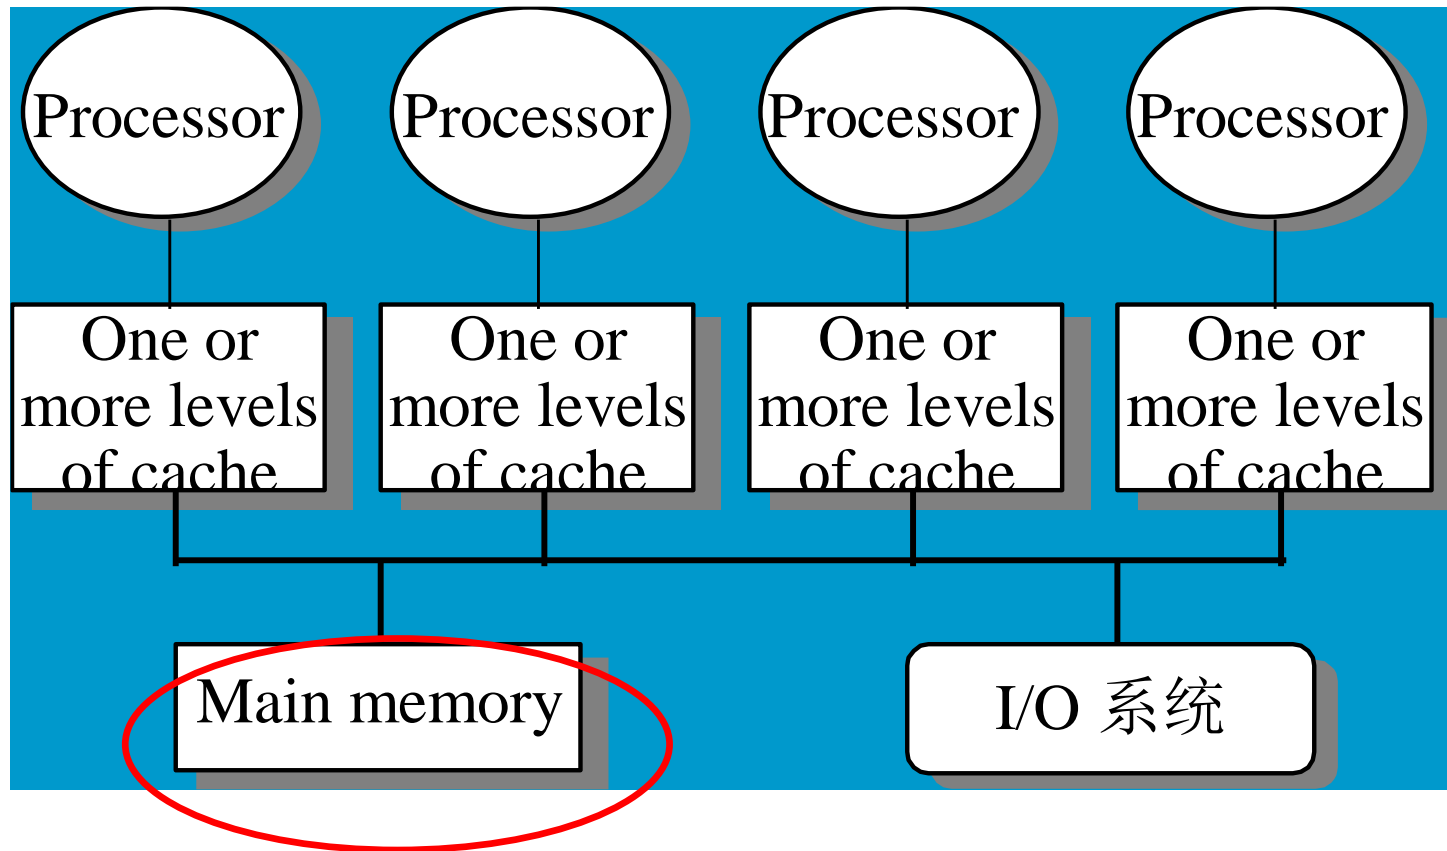 Processor Processor Processor Processor
One or One or One or One or
more levels more levels more levels more levels
of cache of cache of cache of cache
Main memory I/O 系统